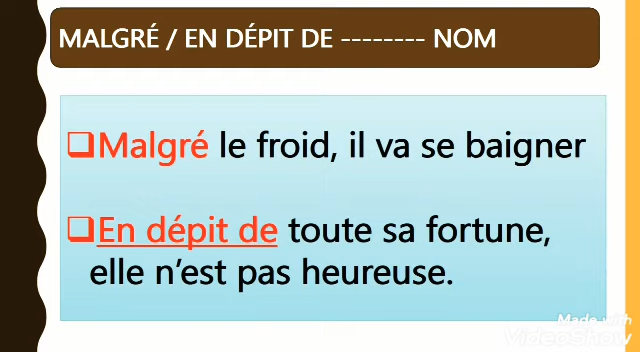 MALGRÉ / EN DÉPIT DE -------- NOM
❑Malgré le froid, il va se baigner
❑En dépit de toute sa fortune,
elle n’est pas heureuse.
Made with
VideoShow